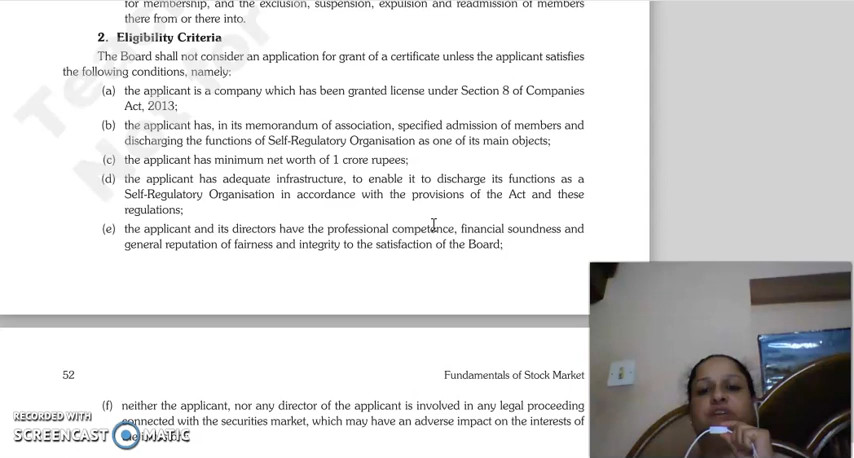 for membership, and the exclusion, suspension, expulsion and readmission of members
there from or there into.
2. Eligibility Criteria
The Board shall not consider an application for grant of a certificate unless the applicant satisfies
the following conditions, namely:
(a) the applicant is a company which has been granted license under Section 8 of Companies
Act, 2013;
(b) the applicant has, in its memorandum of association, specified admission of members and
discharging the functions of Self-Regulatory Organisation as one of its main objects;
(c) the applicant has minimum net worth of 1 crore rupees;
(d) the applicant has adequate infrastructure, to enable it to discharge its functions as a
Self-Regulatory Organisation in accordance with the provisions of the Act and these
regulations;
(e) the applicant and its directors have the professional competence, financial soundness and
general reputation of fairness and integrity to the satisfaction of the Board;
52 Fundamentals of Stock Market
(f) neither the applicant, nor any director of the applicant is involved in any legal proceeding
connected with the securities market, which may have an adverse impact on the interests of
RECORDED WITH
SCREENCAST MATIC